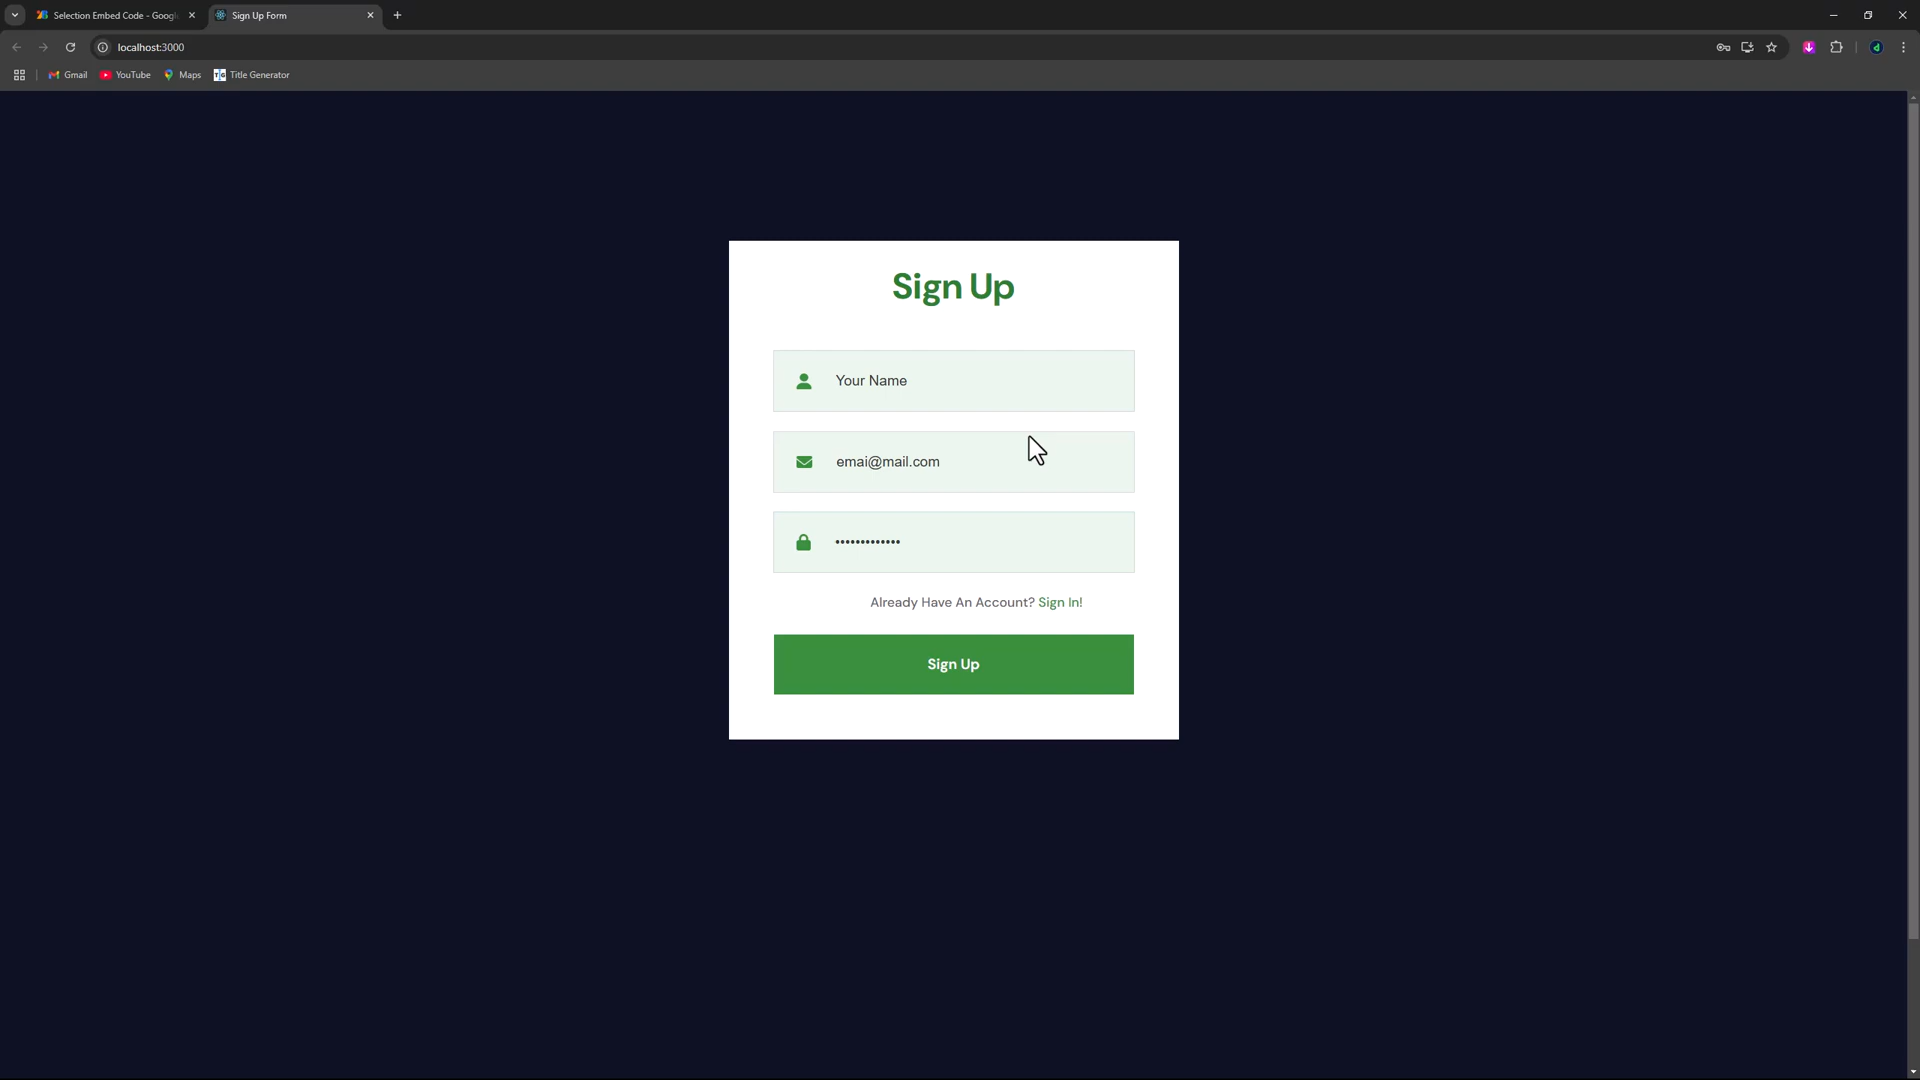 Selection Embed Code - Googl
Sign Up Form
localhost:3000
Gmail
YouTube
Maps
TG
Title Generator
Sign Up
Your Name
emai@mail.com
•••••••••••••
Already Have An Account? Sign In!
Sign Up